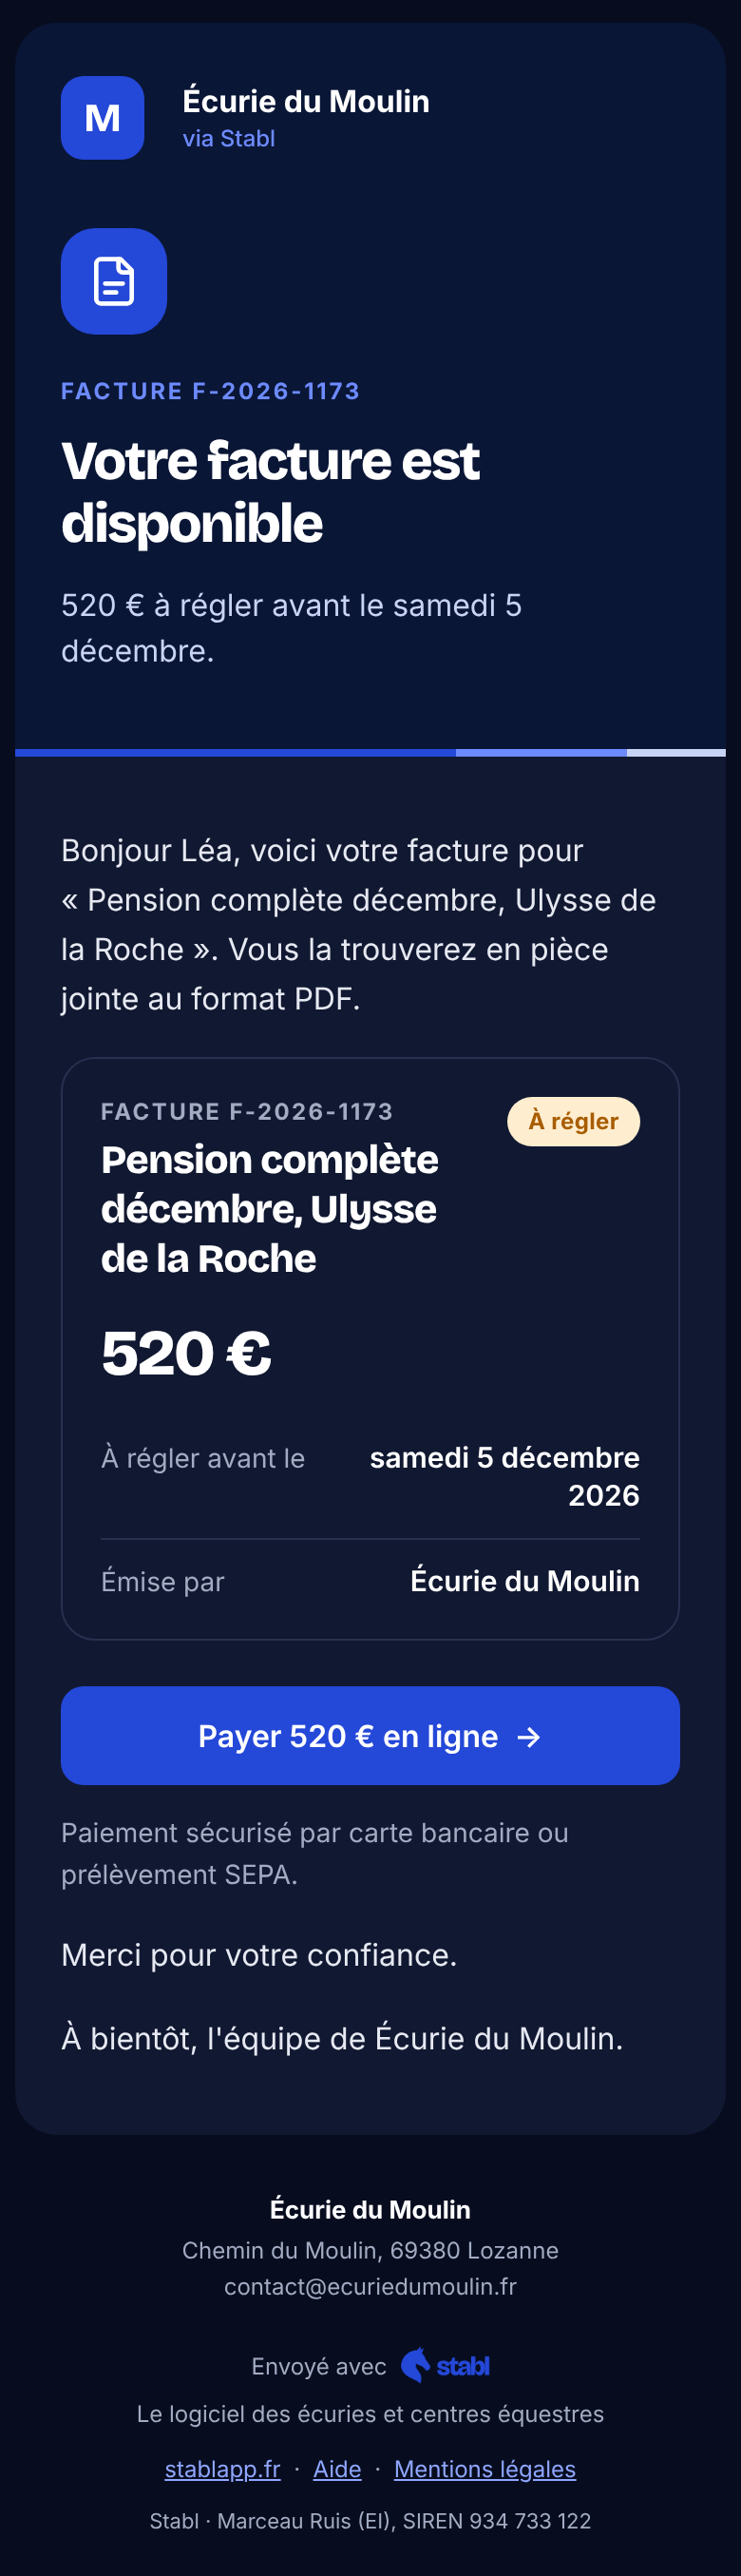 M
Écurie du Moulin
via Stabl
FACTURE F-2026-1173
Votre facture est
disponible
520 € à régler avant le samedi 5
décembre.
Bonjour Léa, voici votre facture pour
« Pension complète décembre, Ulysse de
la Roche ». Vous la trouverez en pièce
jointe au format PDF.
FACTURE F-2026-1173
À régler
Pension complète
décembre, Ulysse
de la Roche
520 €
À régler avant le samedi 5 décembre
2026
Émise par Écurie du Moulin
Payer 520 € en ligne →
Paiement sécurisé par carte bancaire ou
prélèvement SEPA.
Merci pour votre confiance.
À bientôt, l'équipe de Écurie du Moulin.
Écurie du Moulin
Chemin du Moulin, 69380 Lozanne
contact@ecuriedumoulin.fr
Envoyé avec stabl
Le logiciel des écuries et centres équestres
stablapp.fr · Aide · Mentions légales
Stabl · Marceau Ruis (EI), SIREN 934 733 122